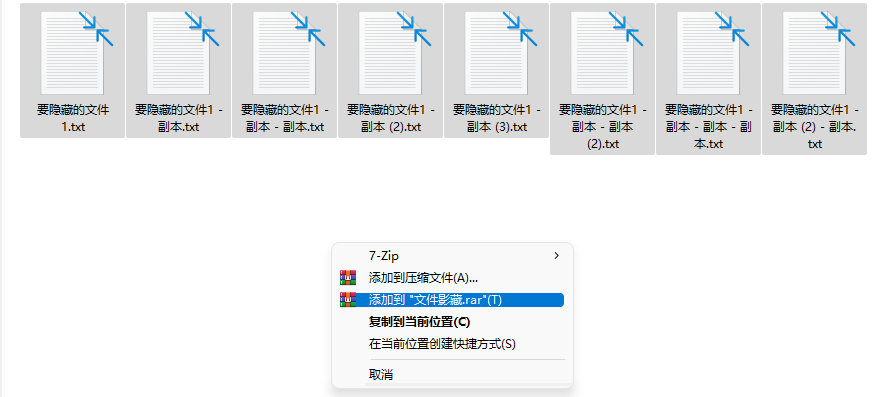 要隐藏的文件
1.txt
要隐藏的文件1 -
副本.txt
要隐藏的文件1 -
副本 - 副本.txt
要隐藏的文件1 -
副本 (2).txt
要隐藏的文件1 -
副本 (3).txt
要隐藏的文件1 -
副本 - 副本
(2).txt
要隐藏的文件1 -
副本 - 副本 - 副
本.txt
要隐藏的文件1 -
副本 (2) - 副本.
txt
7-Zip
添加到压缩文件(A)...
添加到 "文件影藏.rar"(T)
复制到当前位置(C)
在当前位置创建快捷方式(S)
取消